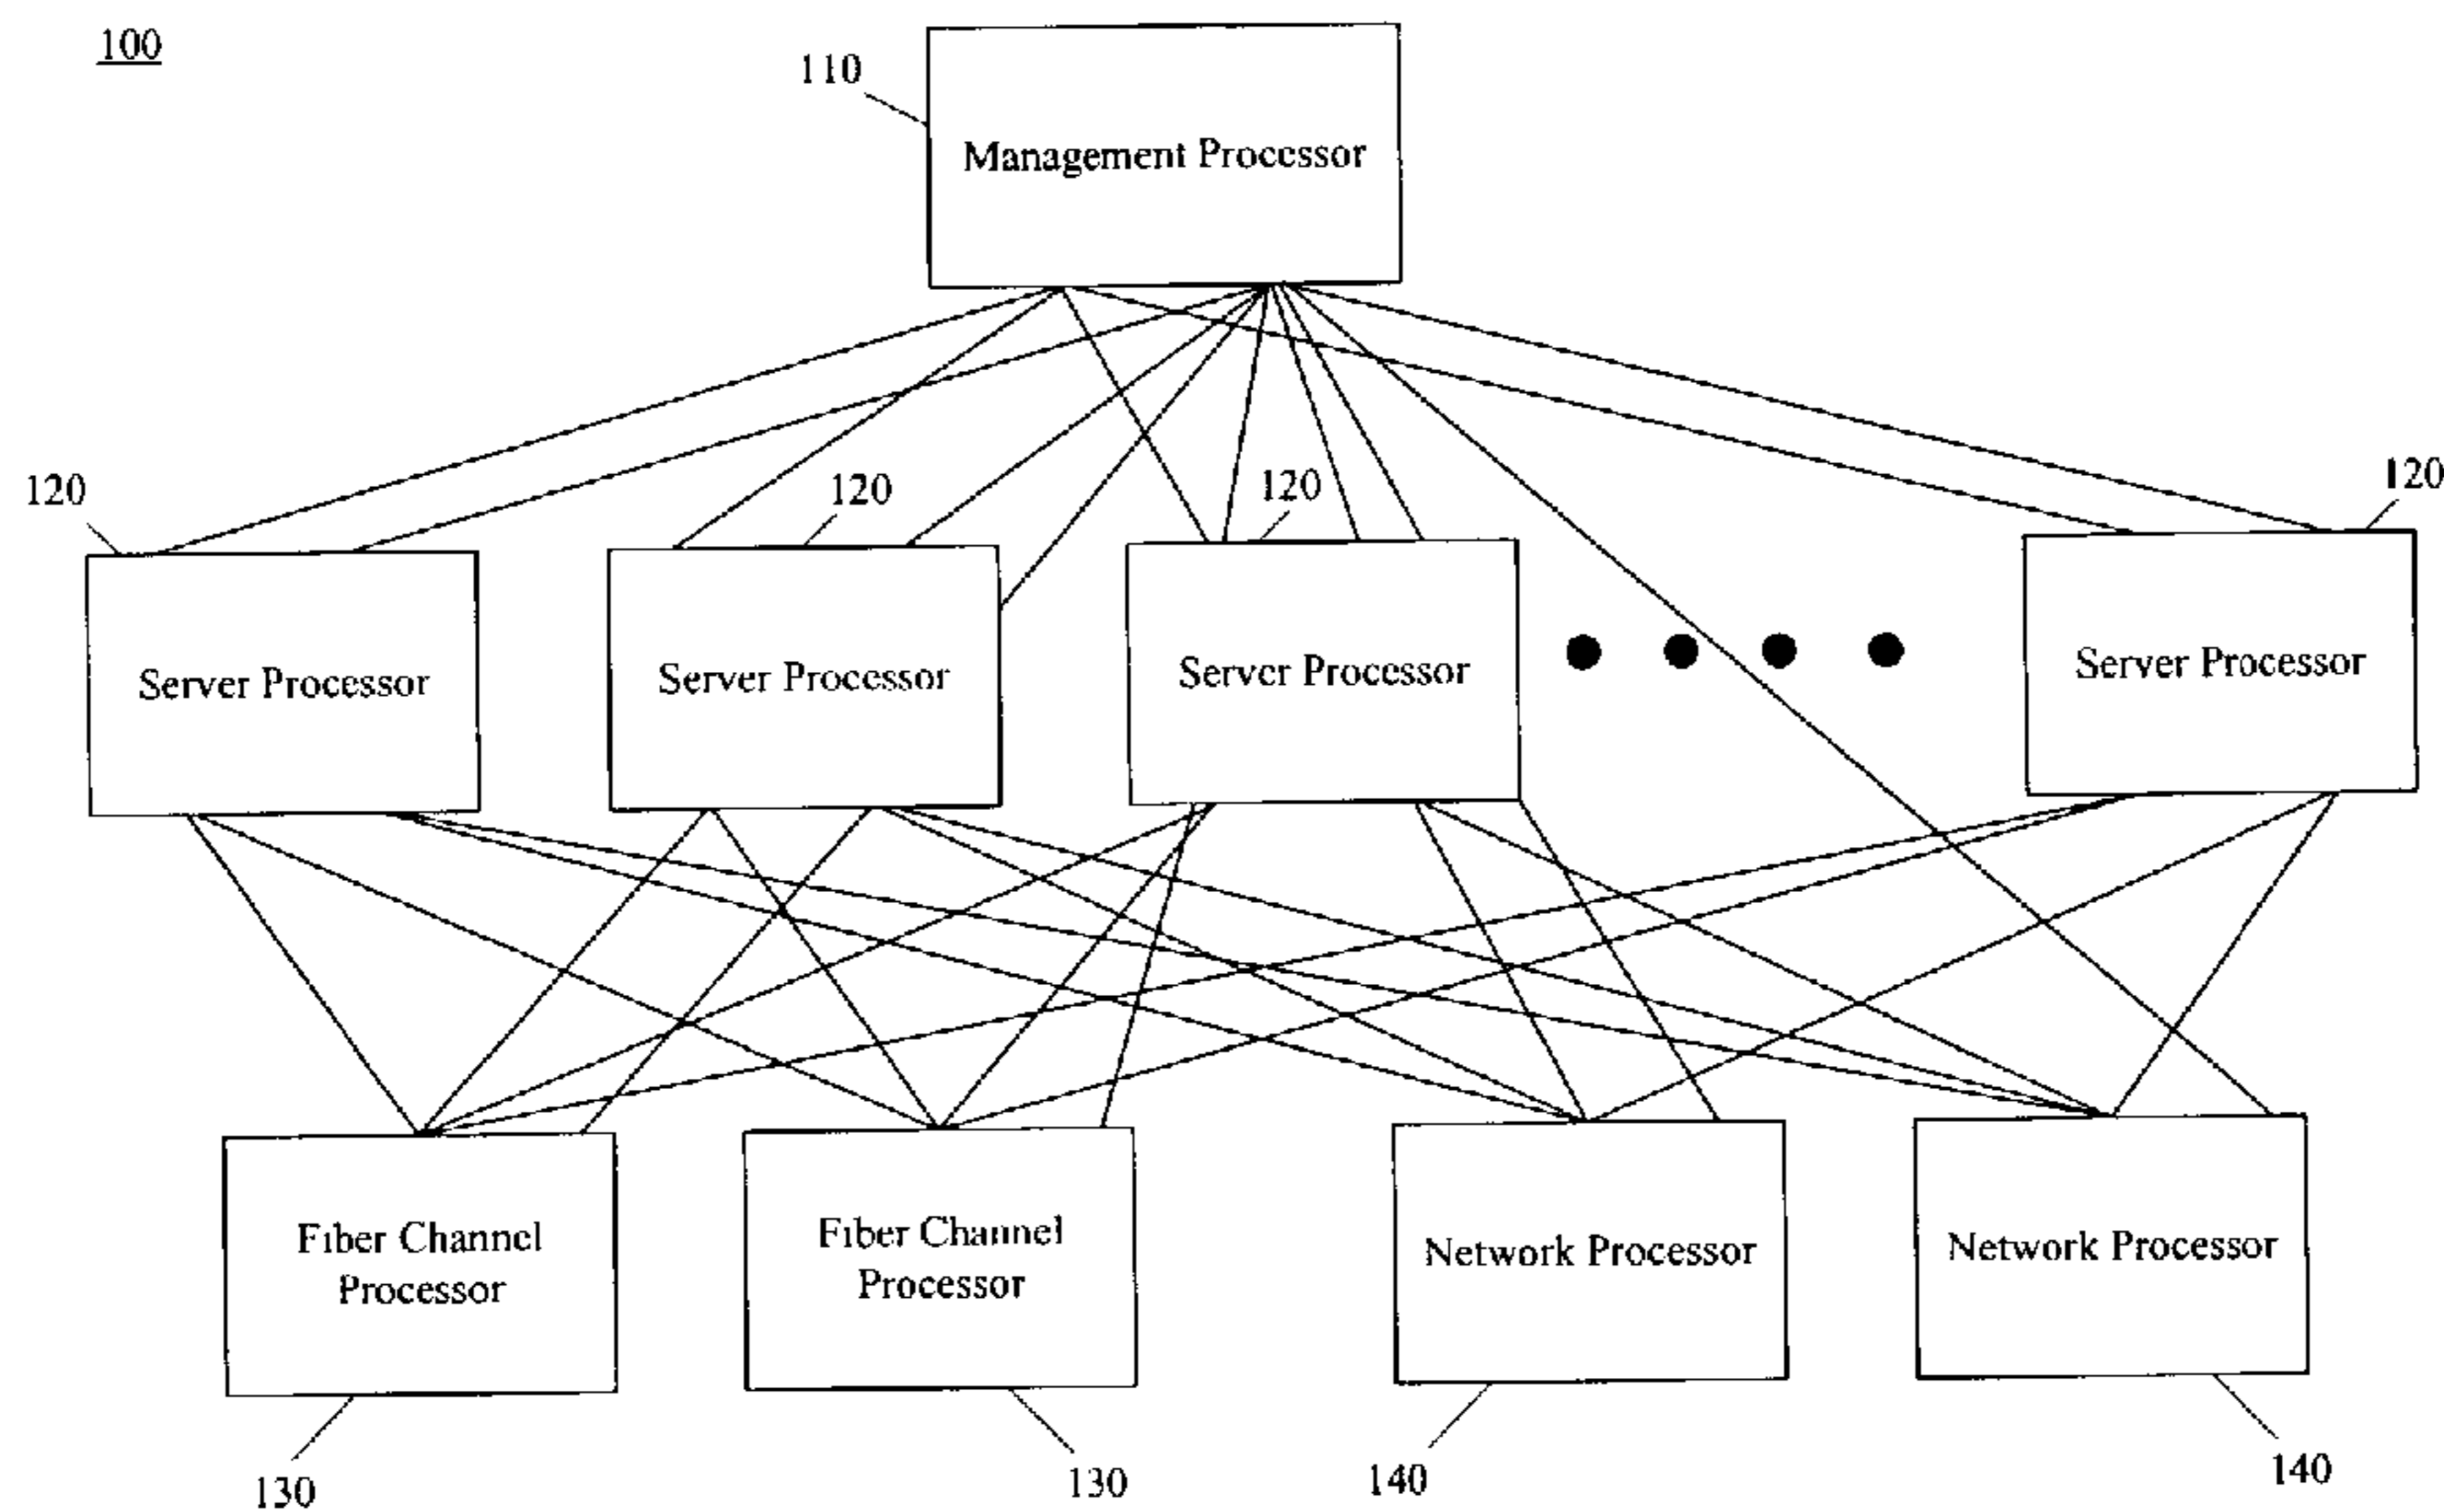 100
110
Management Processor
120
120
120
120
Server Processor
Server Processor
Server Processor
Server Processor
Fiber Channel
Processor
Fiber Channel
Processor
Network Processor
Network Processor
130
130
140
140